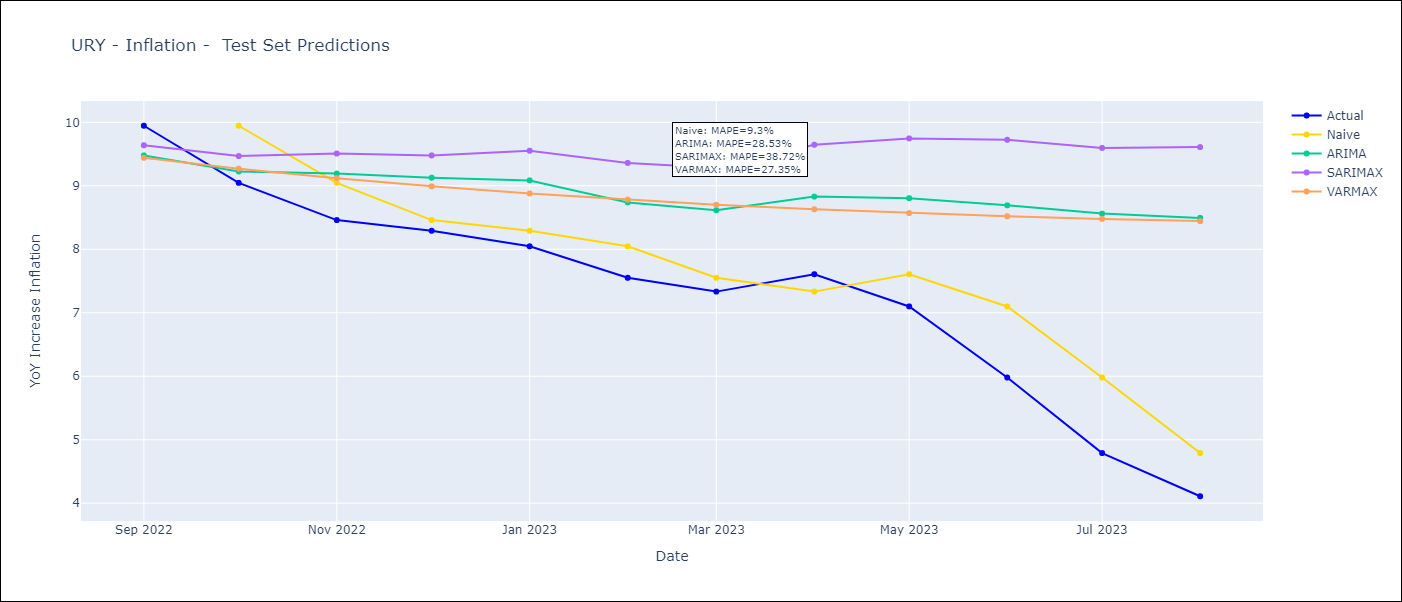 URY - Inflation - Test Set Predictions
10
9
8
7
6
5
4
YoY Increase Inflation
Sep 2022
Nov 2022
Jan 2023
Mar 2023
May 2023
Jul 2023
Date
Naive: MAPE=9.3%
ARIMA: MAPE=28.53%
SARIMAX: MAPE=38.72%
VARMAX: MAPE=27.35%
Actual
Naive
ARIMA
SARIMAX
VARMAX